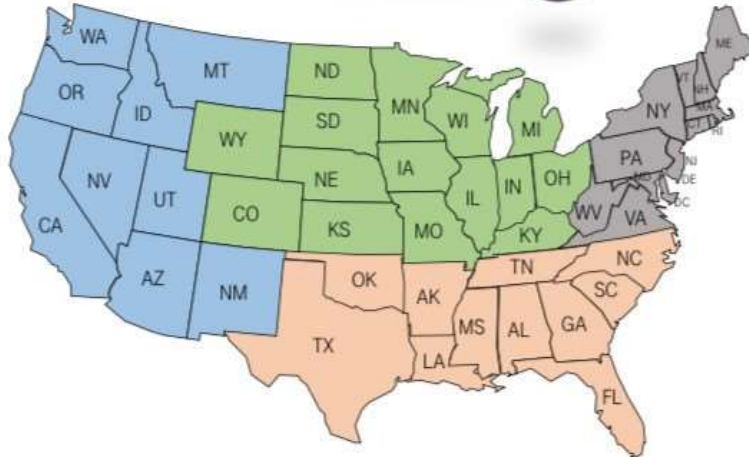 WA
MT
ND
MN
ME
VT
NH
OR
ID
SD
WI
MI
NY
MA
CT
RI
WY
IA
PA
NJ
NE
OH
MD
DE
NV
UT
CO
IL
IN
WV
VA
DC
CA
KS
MO
KY
AZ
NM
OK
AK
TN
NC
SC
TX
MS
AL
GA
LA
FL